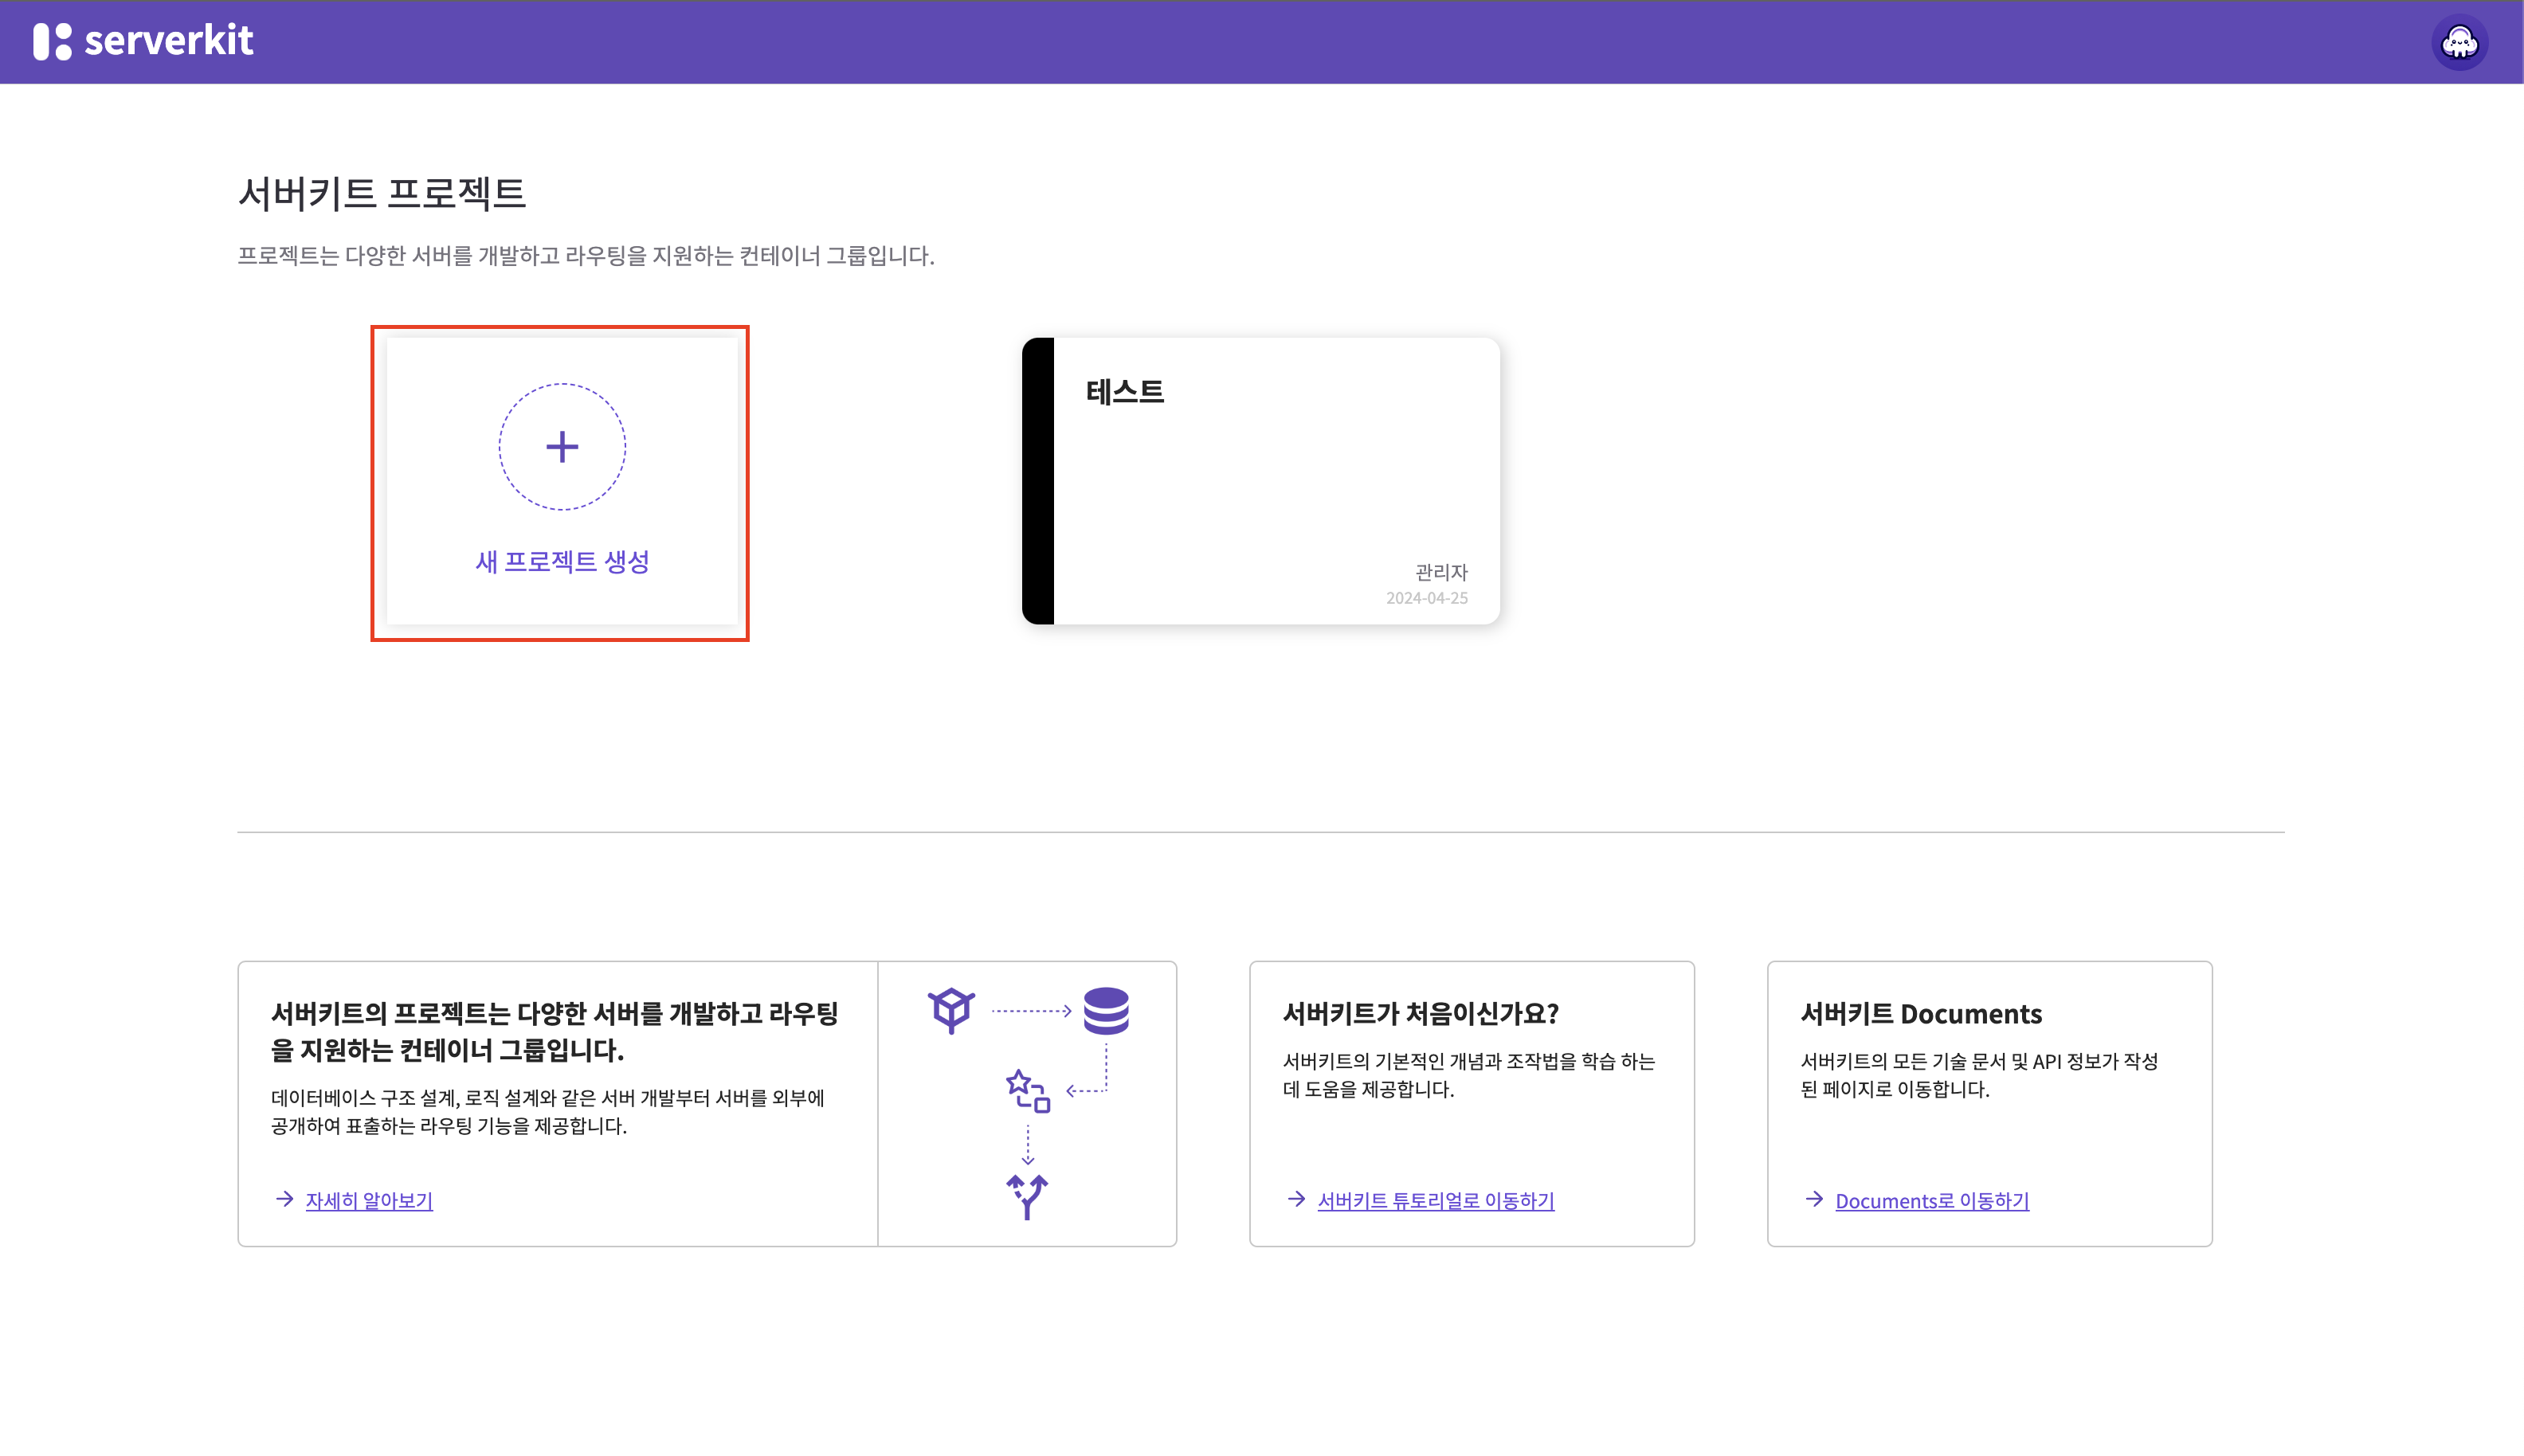 serverkit
서버키트 프로젝트
프로젝트는 다양한 서버를 개발하고 라우팅을 지원하는 컨테이너 그룹입니다.
새 프로젝트 생성
테스트
관리자
2024-04-25
서버키트의 프로젝트는 다양한 서버를 개발하고 라우팅
을 지원하는 컨테이너 그룹입니다.
데이터베이스 구조 설계, 로직 설계와 같은 서버 개발부터 서버를 외부에
공개하여 표출하는 라우팅 기능을 제공합니다.
자세히 알아보기
서버키트가 처음이신가요?
서버키트의 기본적인 개념과 조작법을 학습 하는
데 도움을 제공합니다.
서버키트 튜토리얼로 이동하기
서버키트 Documents
서버키트의 모든 기술 문서 및 API 정보가 작성
된 페이지로 이동합니다.
Documents로 이동하기